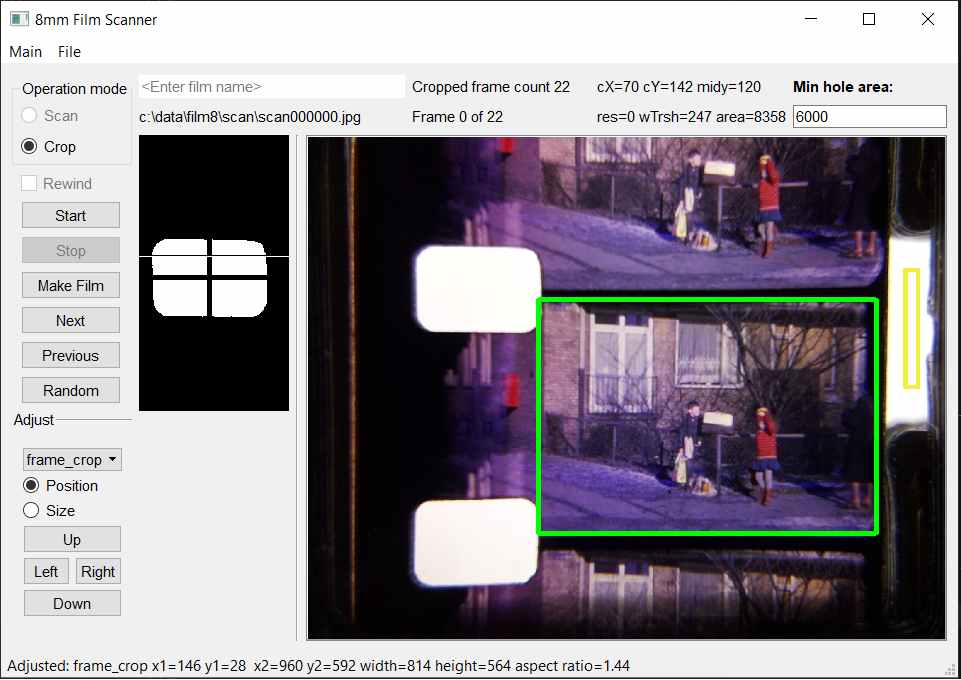 8mm Film Scanner
Main File
Operation mode
Scan
Crop
Rewind
Start
Stop
Make Film
Next
Previous
Random
Adjust
frame_crop
Position
Size
Up
Left Right
Down
<Enter film name> Cropped frame count 22 cX=70 cY=142 midy=120 Min hole area:
c:\data\film8\scan\scan000000.jpg Frame 0 of 22 res=0 wTrsh=247 area=8358 6000
Adjusted: frame_crop x1=146 y1=28  x2=960 y2=592 width=814 height=564 aspect ratio=1.44